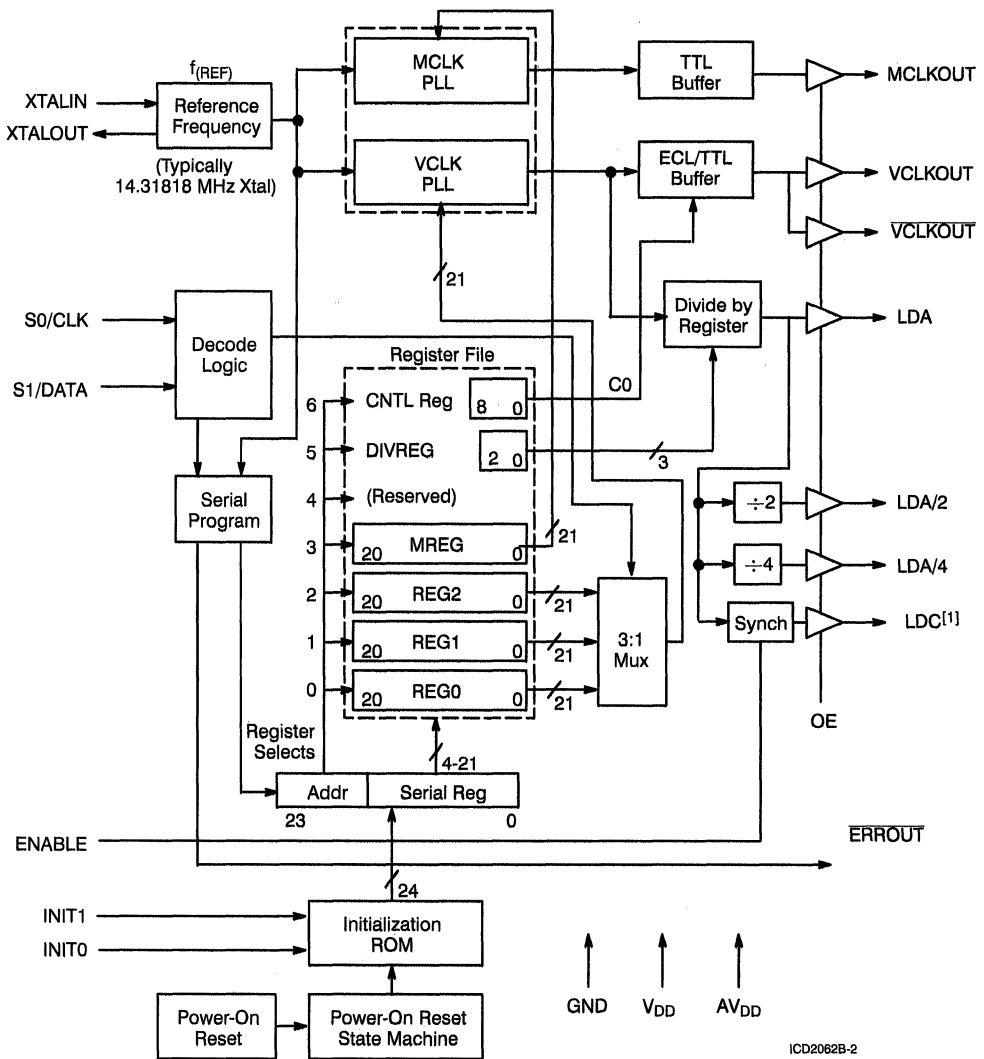 f(REF)
XTALIN
XTALOUT
Reference
Frequency
(Typically
14.31818 MHz Xtal)
MCLK
PLL
VCLK
PLL
TTL
Buffer
ECL/TTL
Buffer
MCLKOUT
VCLKOUT
VCLKOUT
21
S0/CLK
S1/DATA
Decode
Logic
Divide by
Register
LDA
Register File
C0
6
CNTL Reg
8 0
5
DIVREG
2 0
3
4
(Reserved)
3
20 MREG 0
21
2
20 REG2 0
21
1
20 REG1 0
21
0
20 REG0 0
21
Serial
Program
3:1
Mux
÷2
LDA/2
÷4
LDA/4
Synch
LDC[1]
OE
Register
Selects
4-21
Addr
Serial Reg
23
0
ENABLE
ERROUT
24
INIT1
INIT0
Initialization
ROM
Power-On
Reset
Power-On Reset
State Machine
GND
VDD
AVDD
ICD2062B-2